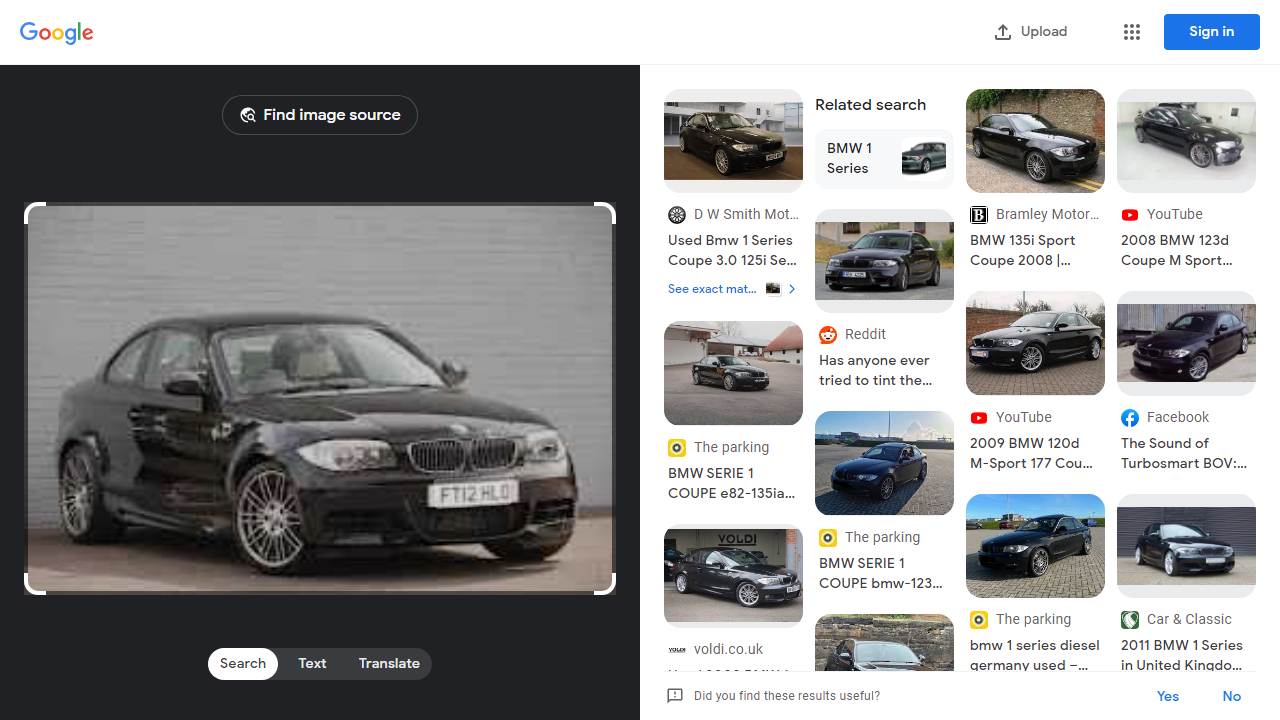 Google
Upload
Sign in
Find image source
FT12 HLO
Search
Text
Translate
D W Smith Mot...
Used Bmw 1 Series
Coupe 3.0 125i Se...
See exact mat...
The parking
BMW SERIE 1
COUPE e82-135ia...
VOLDI
VOLDI
voldi.co.uk
Related search
BMW 1
Series
Reddit
Has anyone ever
tried to tint the...
The parking
BMW SERIE 1
COUPE bmw-123...
B
Bramley Motor...
BMW 135i Sport
Coupe 2008 |...
YouTube
2009 BMW 120d
M-Sport 177 Cou...
The parking
bmw 1 series diesel
germany used –...
YouTube
2008 BMW 123d
Coupe M Sport...
Facebook
The Sound of
Turbosmart BOV:...
Car & Classic
2011 BMW 1 Series
in United Kingdo...
Did you find these results useful?
Yes
No